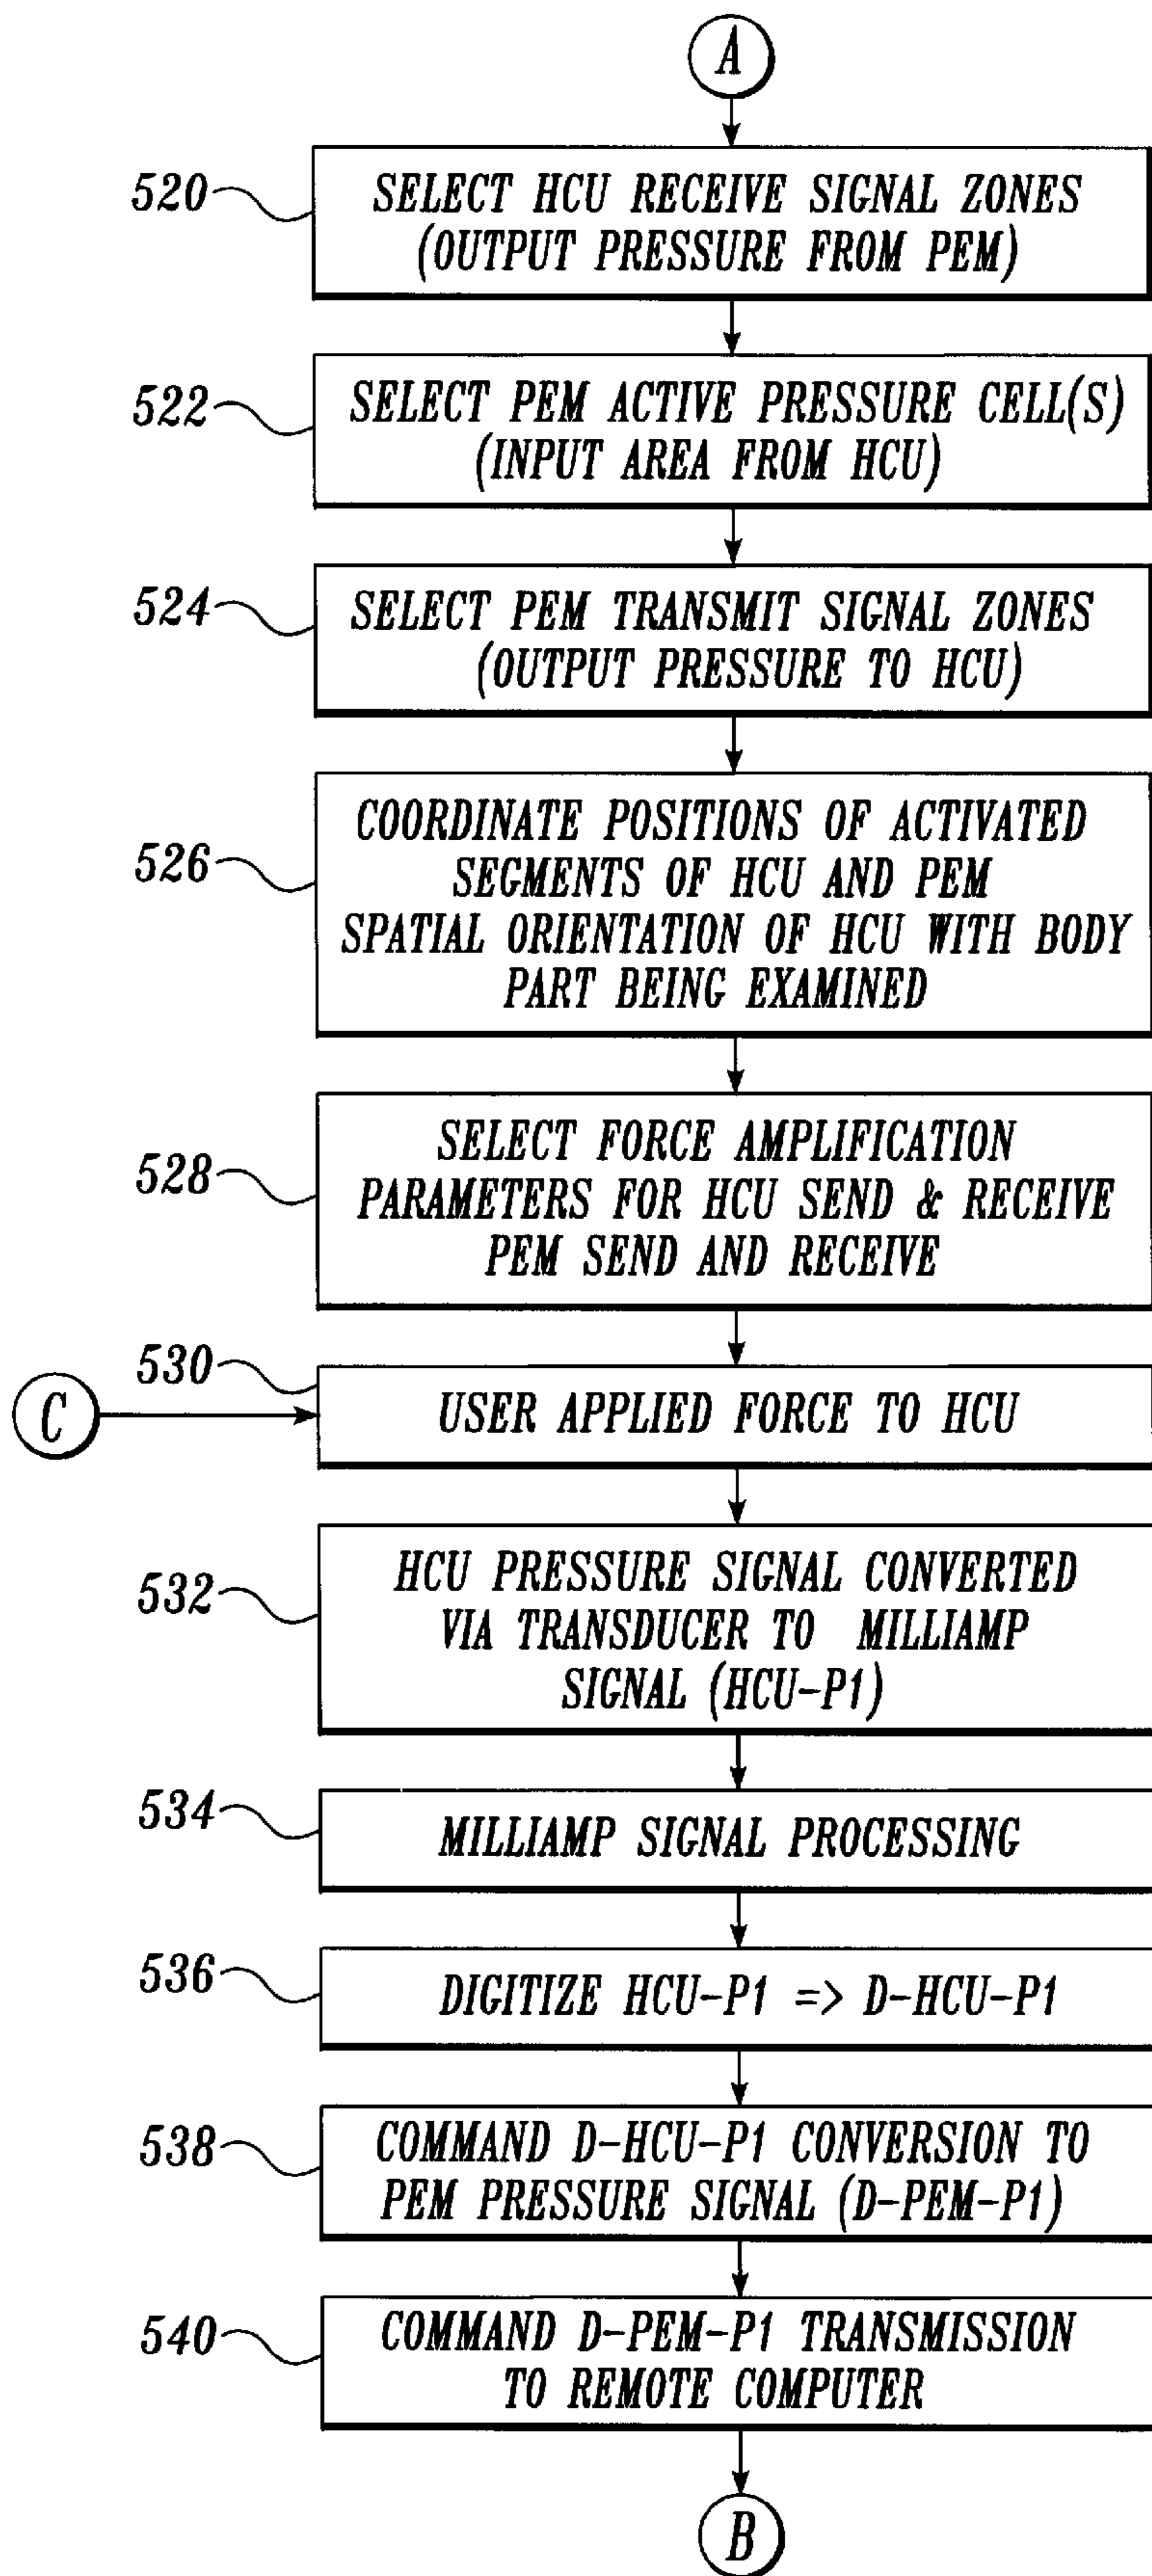 A
520
SELECT HCU RECEIVE SIGNAL ZONES
(OUTPUT PRESSURE FROM PEM)
522
SELECT PEM ACTIVE PRESSURE CELL(S)
(INPUT AREA FROM HCU)
524
SELECT PEM TRANSMIT SIGNAL ZONES
(OUTPUT PRESSURE TO HCU)
526
COORDINATE POSITIONS OF ACTIVATED
SEGMENTS OF HCU AND PEM
SPATIAL ORIENTATION OF HCU WITH BODY
PART BEING EXAMINED
528
SELECT FORCE AMPLIFICATION
PARAMETERS FOR HCU SEND & RECEIVE
PEM SEND AND RECEIVE
530
C
USER APPLIED FORCE TO HCU
532
HCU PRESSURE SIGNAL CONVERTED
VIA TRANSDUCER TO MILLIAMP
SIGNAL (HCU-P1)
534
MILLIAMP SIGNAL PROCESSING
536
DIGITIZE HCU-P1 => D-HCU-P1
538
COMMAND D-HCU-P1 CONVERSION TO
PEM PRESSURE SIGNAL (D-PEM-P1)
540
COMMAND D-PEM-P1 TRANSMISSION
TO REMOTE COMPUTER
B